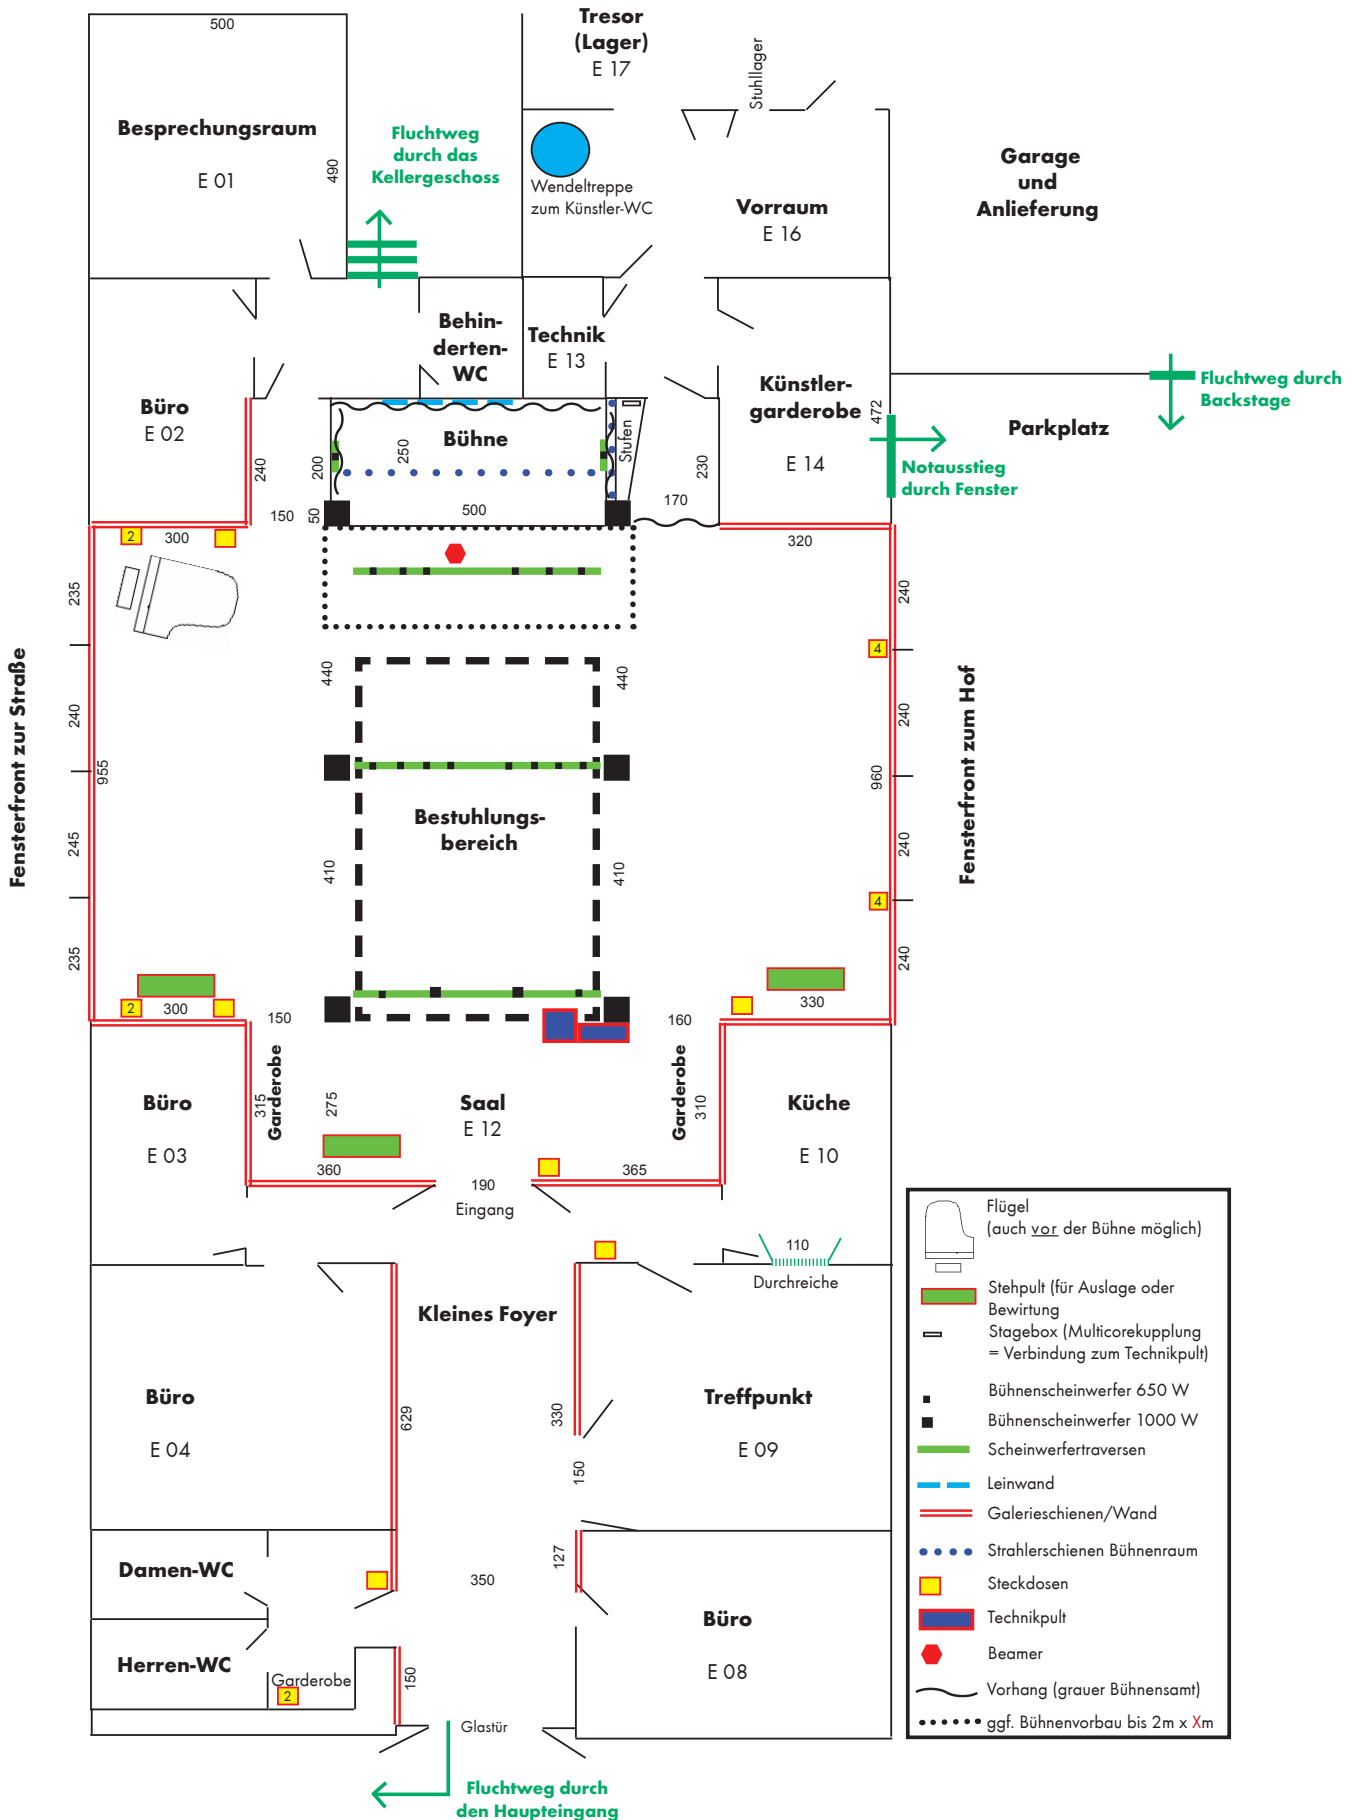 500
Tresor
(Lager)
E 17
Stuhllager
Besprechungsraum
E 01
490
Fluchtweg
durch das
Kellergeschoss
Wendeltreppe
zum Künstler-WC
Vorraum
E 16
Garage
und
Anlieferung
Behin-
derten-
WC
Technik
E 13
Künstler-
garderobe
E 14
472
Fluchtweg durch
Backstage
Parkplatz
Notausstieg
durch Fenster
Büro
E 02
240
200
250
Bühne
Stufen
230
170
150
50
500
2
300
320
235
240
245
235
955
Fensterfront zur Straße
440
440
240
4
240
960
240
4
240
Fensterfront zum Hof
Bestuhlungs-
bereich
410
410
2
300
150
160
330
Büro
E 03
315
Garderobe
275
Saal
E 12
Garderobe
310
Küche
E 10
360
190
365
Eingang
110
Durchreiche
Kleines Foyer
Büro
E 04
629
330
150
Treffpunkt
E 09
Damen-WC
127
350
Herren-WC
Garderobe
2
150
Büro
E 08
Glastür
Fluchtweg durch
den Haupteingang
Flügel
(auch vor der Bühne möglich)
Stehpult (für Auslage oder
Bewirtung
Stagebox (Multicorekupplung
= Verbindung zum Technikpult)
Bühnenscheinwerfer 650 W
Bühnenscheinwerfer 1000 W
Scheinwerfertraversen
Leinwand
Galerieschienen/Wand
Strahlerschienen Bühnenraum
Steckdosen
Technikpult
Beamer
Vorhang (grauer Bühnensamt)
ggf. Bühnenvorbau bis 2m x Xm